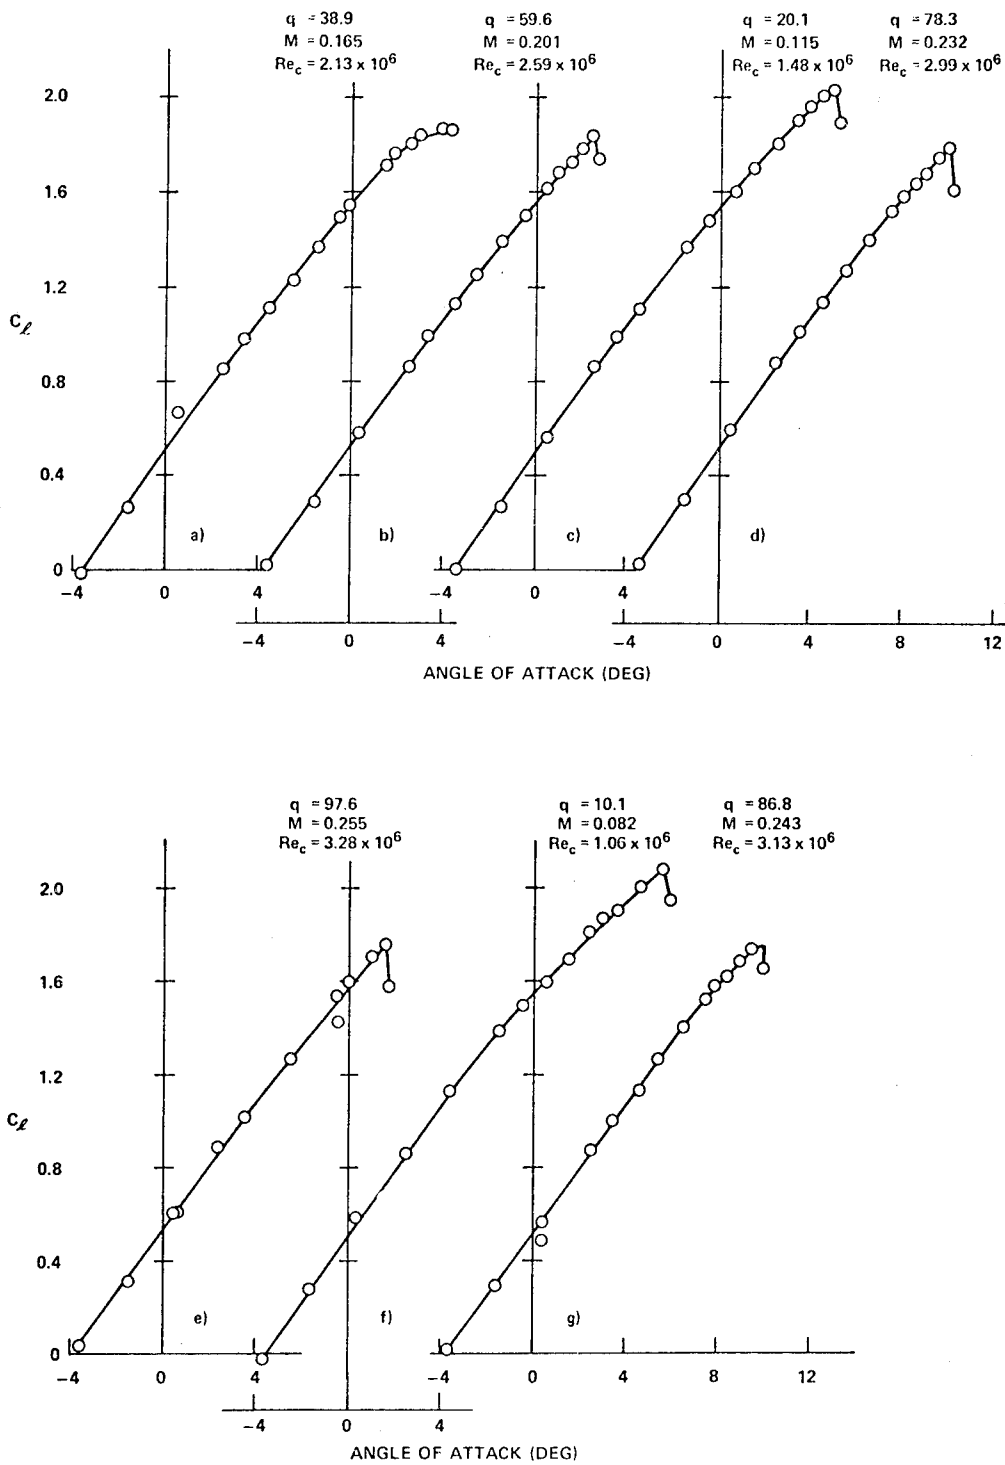 q = 38.9
M = 0.165
Re_c = 2.13 x 10^6
q = 59.6
M = 0.201
Re_c = 2.59 x 10^6
q = 20.1
M = 0.115
Re_c = 1.48 x 10^6
q = 78.3
M = 0.232
Re_c = 2.99 x 10^6
2.0
1.6
1.2
C_ℓ
0.8
0.4
a) b) c) d)
0
-4 0 4 -4 0 4
-4 0 4 -4 0 4 8 12
ANGLE OF ATTACK (DEG)
q = 97.6
M = 0.255
Re_c = 3.28 x 10^6
q = 10.1
M = 0.082
Re_c = 1.06 x 10^6
q = 86.8
M = 0.243
Re_c = 3.13 x 10^6
2.0
1.6
1.2
C_ℓ
0.8
0.4
e) f) g)
0
-4 0 -4 0 4 8 12
-4 0 4
ANGLE OF ATTACK (DEG)